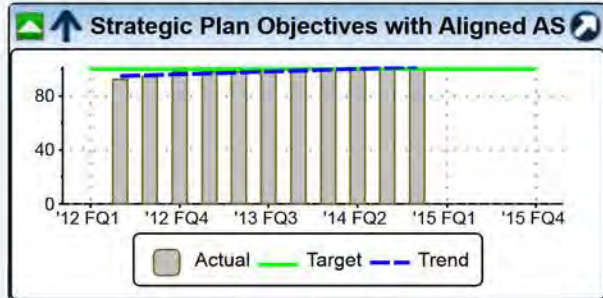 Strategic Plan Objectives with Aligned AS
80
40
0
'12 FQ1 '12 FQ4 '13 FQ3 '14 FQ2 '15 FQ1 '15 FQ4
Actual Target Trend